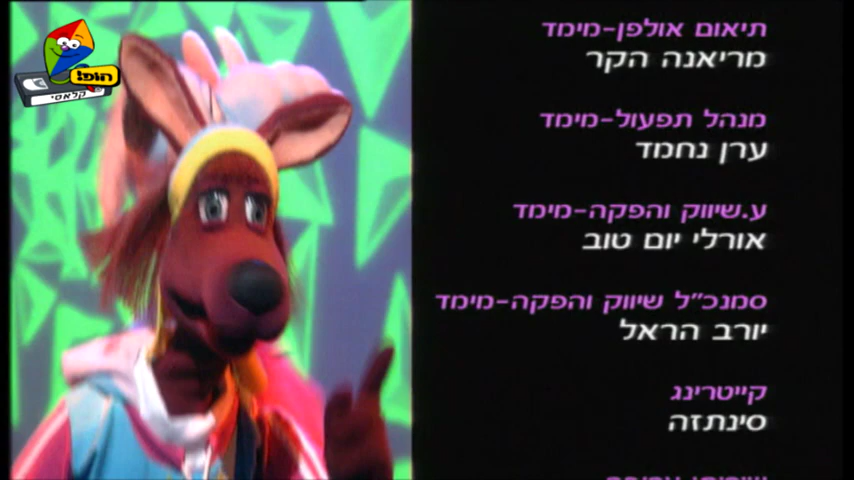 הופ!
קלאסי
תיאום אולפן-מימד
מריאנה הקר
מנהל תפעול-מימד
ערן נחמד
ע.שיווק והפקה-מימד
אורלי יום טוב
סמנכ״ל שיווק והפקה-מימד
יורב הראל
קייטרינג
סינתזה